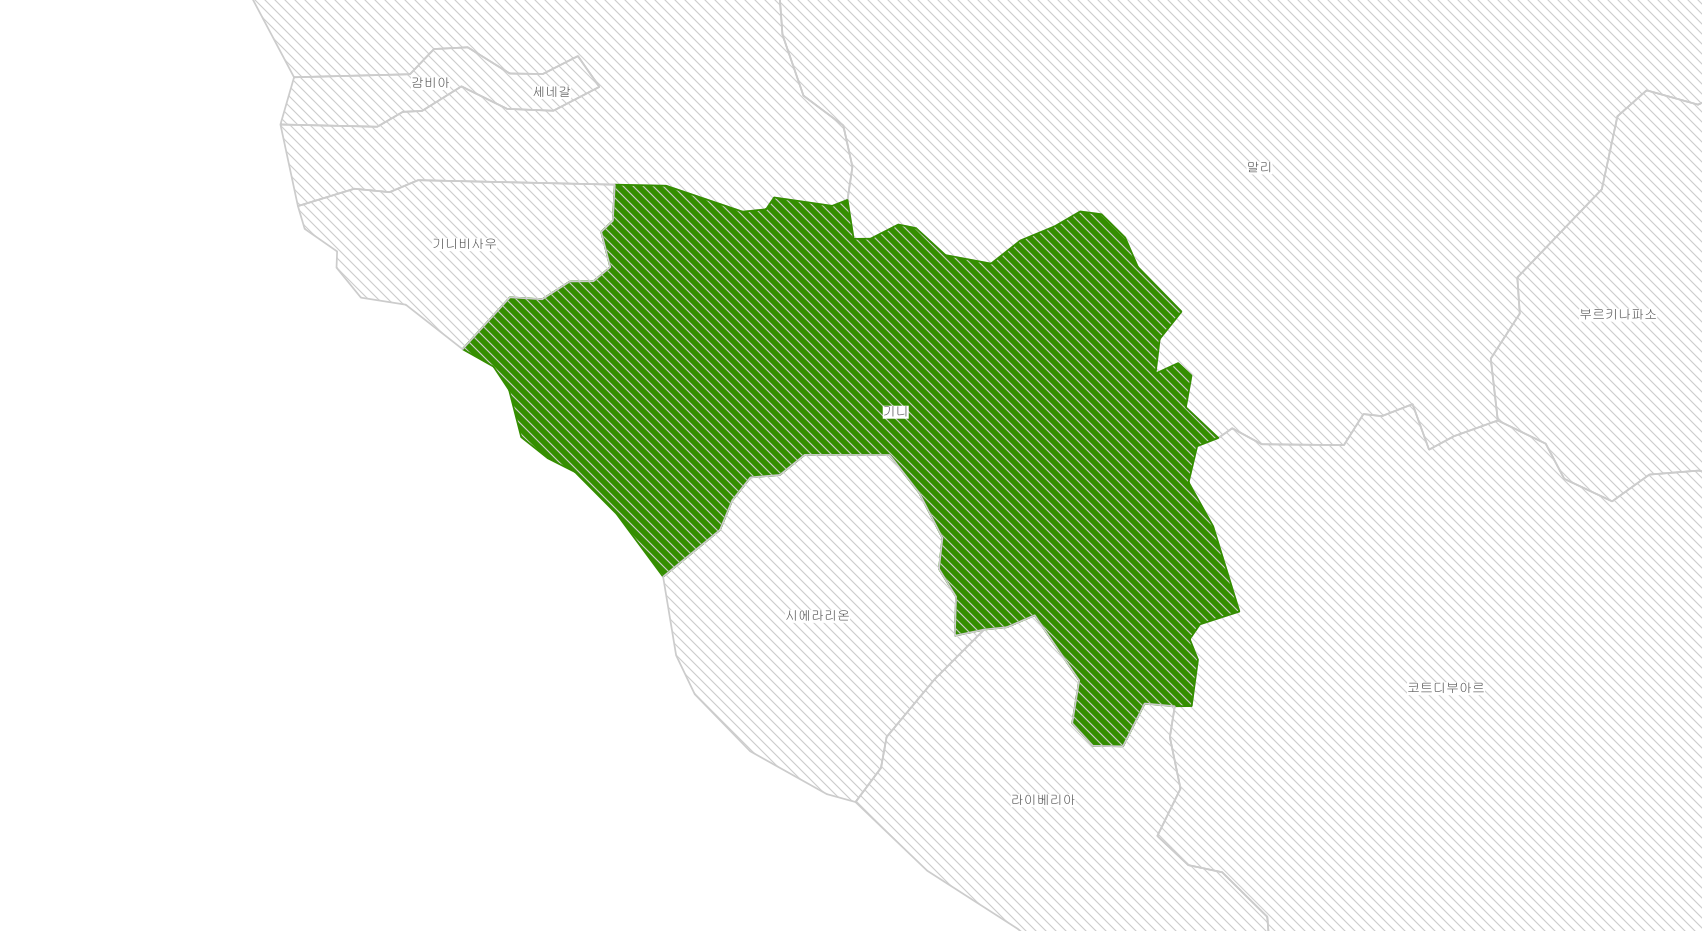 감비아
세네갈
말리
기니비사우
부르키나파소
기니
시에라리온
코트디부아르
라이베리아